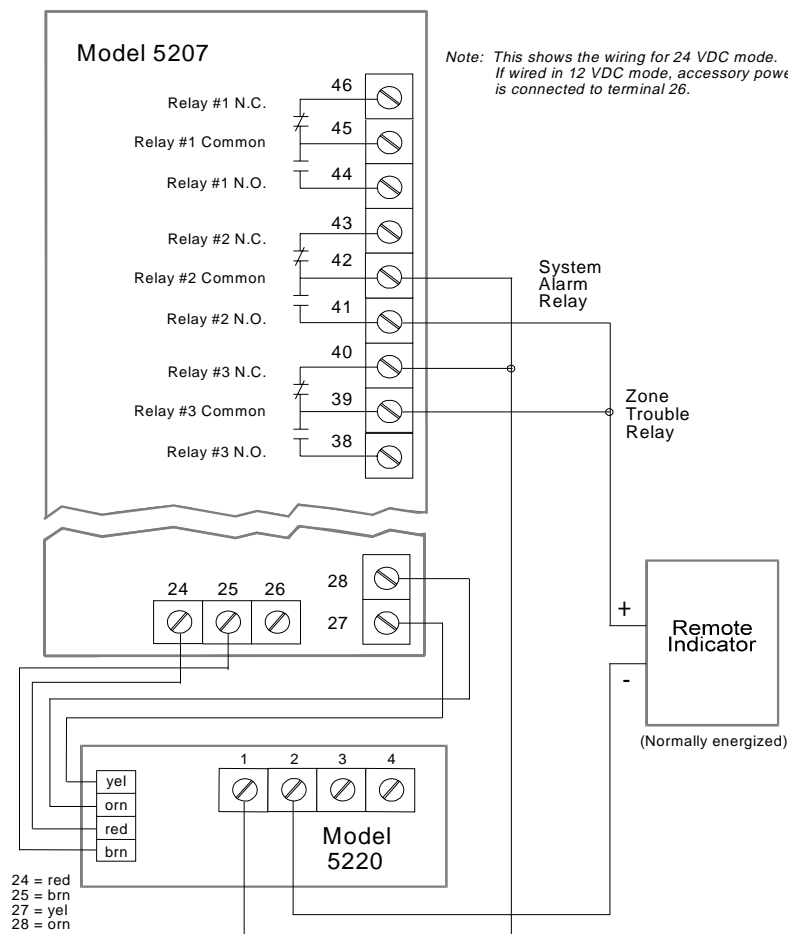 Model 5207
Note: This shows the wiring for 24 VDC mode.
If wired in 12 VDC mode, accessory powe
is connected to terminal 26.
Relay #1 N.C.
46
Relay #1 Common
45
Relay #1 N.O.
44
Relay #2 N.C.
43
Relay #2 Common
42
Relay #2 N.O.
41
Relay #3 N.C.
40
Relay #3 Common
39
Relay #3 N.O.
38
System
Alarm
Relay
Zone
Trouble
Relay
24
25
26
28
27
+
-
Remote
Indicator
(Normally energized)
1
2
3
4
yel
orn
red
brn
Model
5220
24 = red
25 = brn
27 = yel
28 = orn